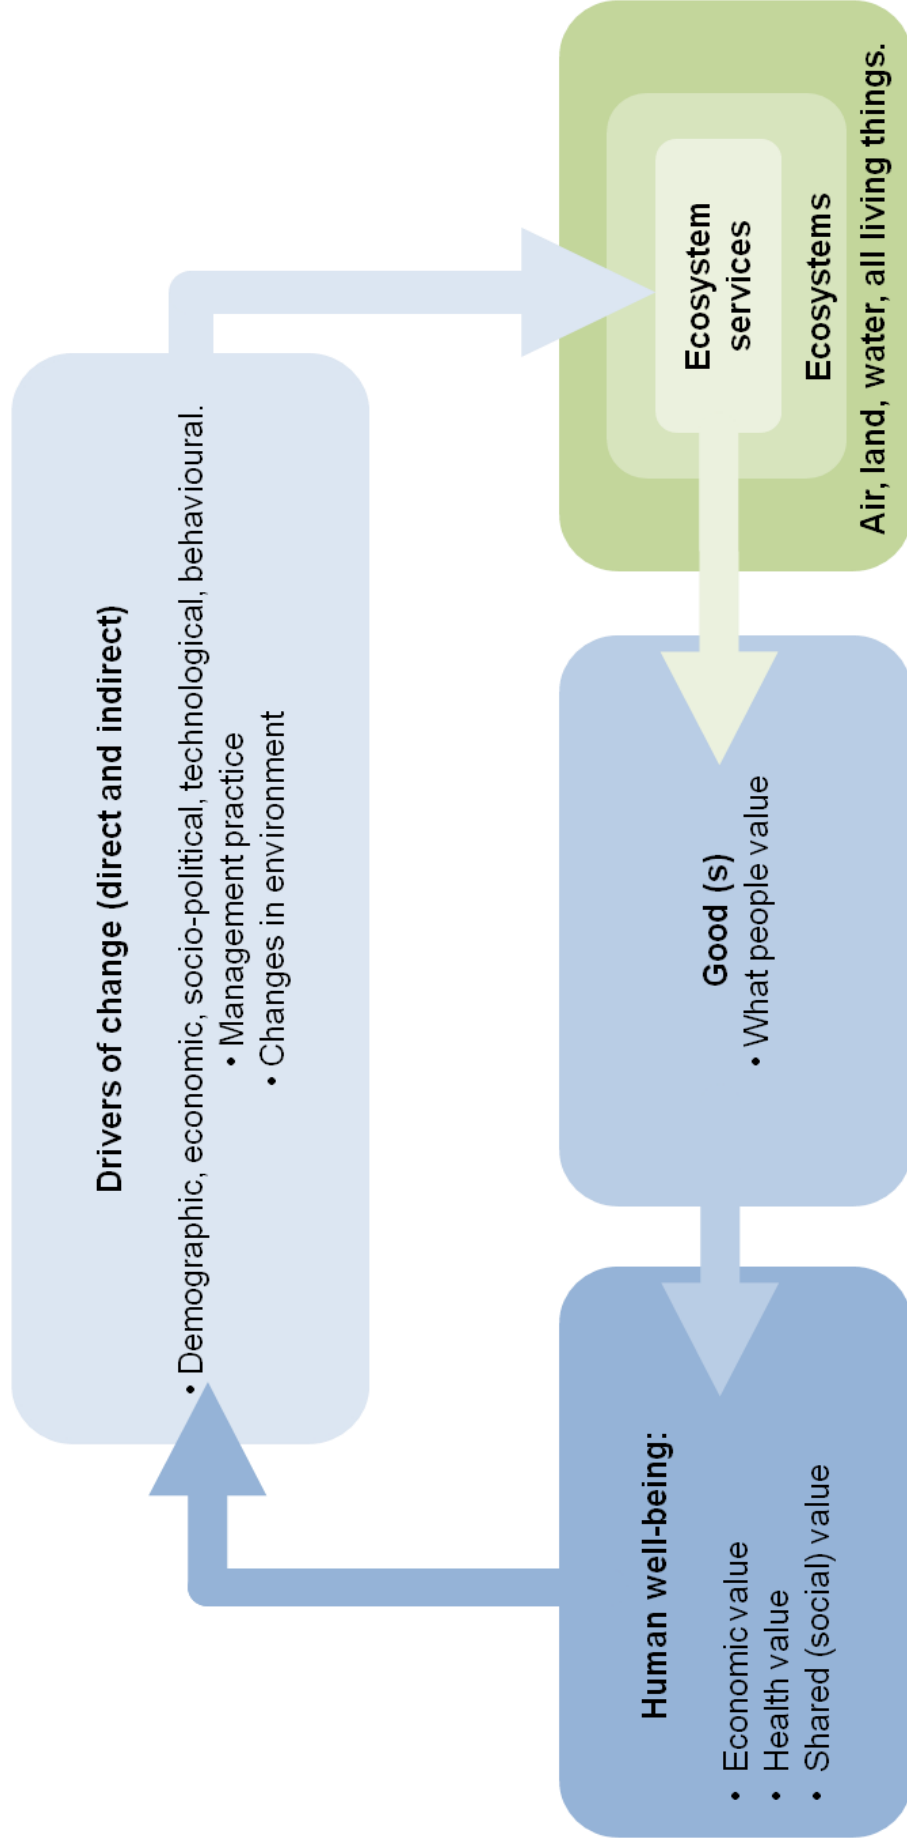 Drivers of change (direct and indirect)
• Demographic, economic, socio-political, technological, behavioural.
• Management practice
• Changes in environment
Human well-being:
• Economic value
• Health value
• Shared (social) value
Good (s)
• What people value
Ecosystem
services
Ecosystems
Air, land, water, all living things.